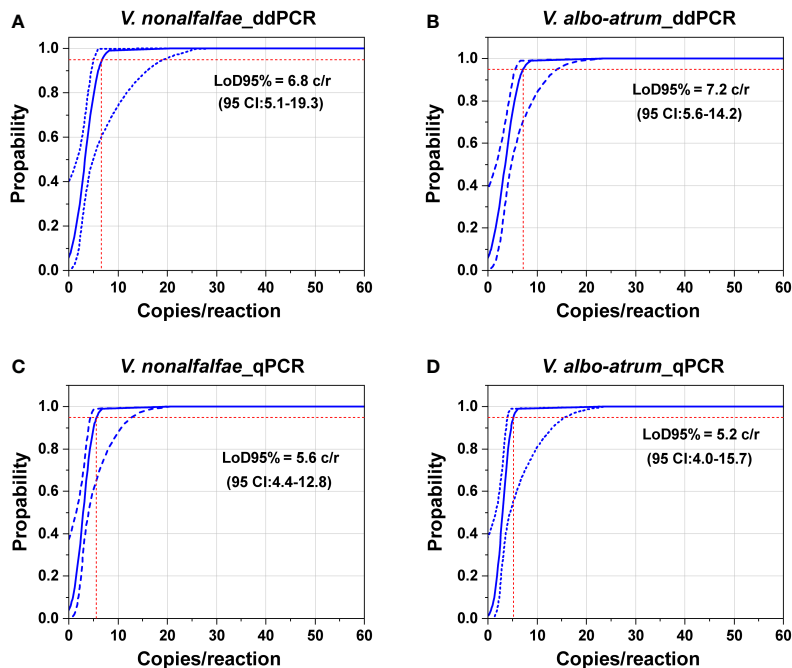 A
V. nonalfalfae_ddPCR
Propability
1.0
0.8
0.6
0.4
0.2
0.0
LoD95% = 6.8 c/r
(95 CI:5.1-19.3)
0 10 20 30 40 50 60
Copies/reaction
B
V. albo-atrum_ddPCR
Propability
1.0
0.8
0.6
0.4
0.2
0.0
LoD95% = 7.2 c/r
(95 CI:5.6-14.2)
0 10 20 30 40 50 60
Copies/reaction
C
V. nonalfalfae_qPCR
Probability
1.0
0.8
0.6
0.4
0.2
0.0
LoD95% = 5.6 c/r
(95 CI:4.4-12.8)
0 10 20 30 40 50 60
Copies/reaction
D
V. albo-atrum_qPCR
Probability
1.0
0.8
0.6
0.4
0.2
0.0
LoD95% = 5.2 c/r
(95 CI:4.0-15.7)
0 10 20 30 40 50 60
Copies/reaction